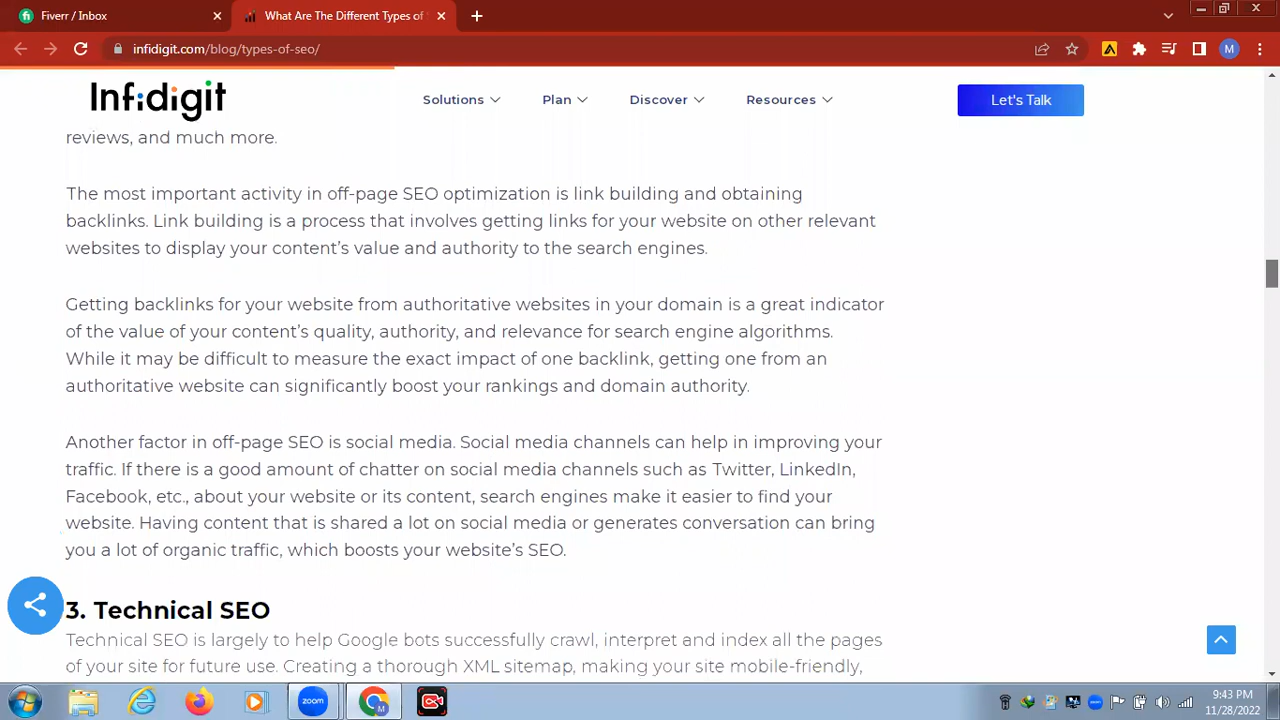 Fiverr / Inbox
What Are The Different Types of
infidigit.com/blog/types-of-seo/
M
Infidigit
Solutions
Plan
Discover
Resources
Let's Talk
reviews, and much more.
The most important activity in off-page SEO optimization is link building and obtaining
backlinks. Link building is a process that involves getting links for your website on other relevant
websites to display your content's value and authority to the search engines.
Getting backlinks for your website from authoritative websites in your domain is a great indicator
of the value of your content's quality, authority, and relevance for search engine algorithms.
While it may be difficult to measure the exact impact of one backlink, getting one from an
authoritative website can significantly boost your rankings and domain authority.
Another factor in off-page SEO is social media. Social media channels can help in improving your
traffic. If there is a good amount of chatter on social media channels such as Twitter, LinkedIn,
Facebook, etc., about your website or its content, search engines make it easier to find your
website. Having content that is shared a lot on social media or generates conversation can bring
you a lot of organic traffic, which boosts your website's SEO.
3. Technical SEO
Technical SEO is largely to help Google bots successfully crawl, interpret and index all the pages
of your site for future use. Creating a thorough XML sitemap, making your site mobile-friendly,
zoom
M
9:43 PM
11/28/2022